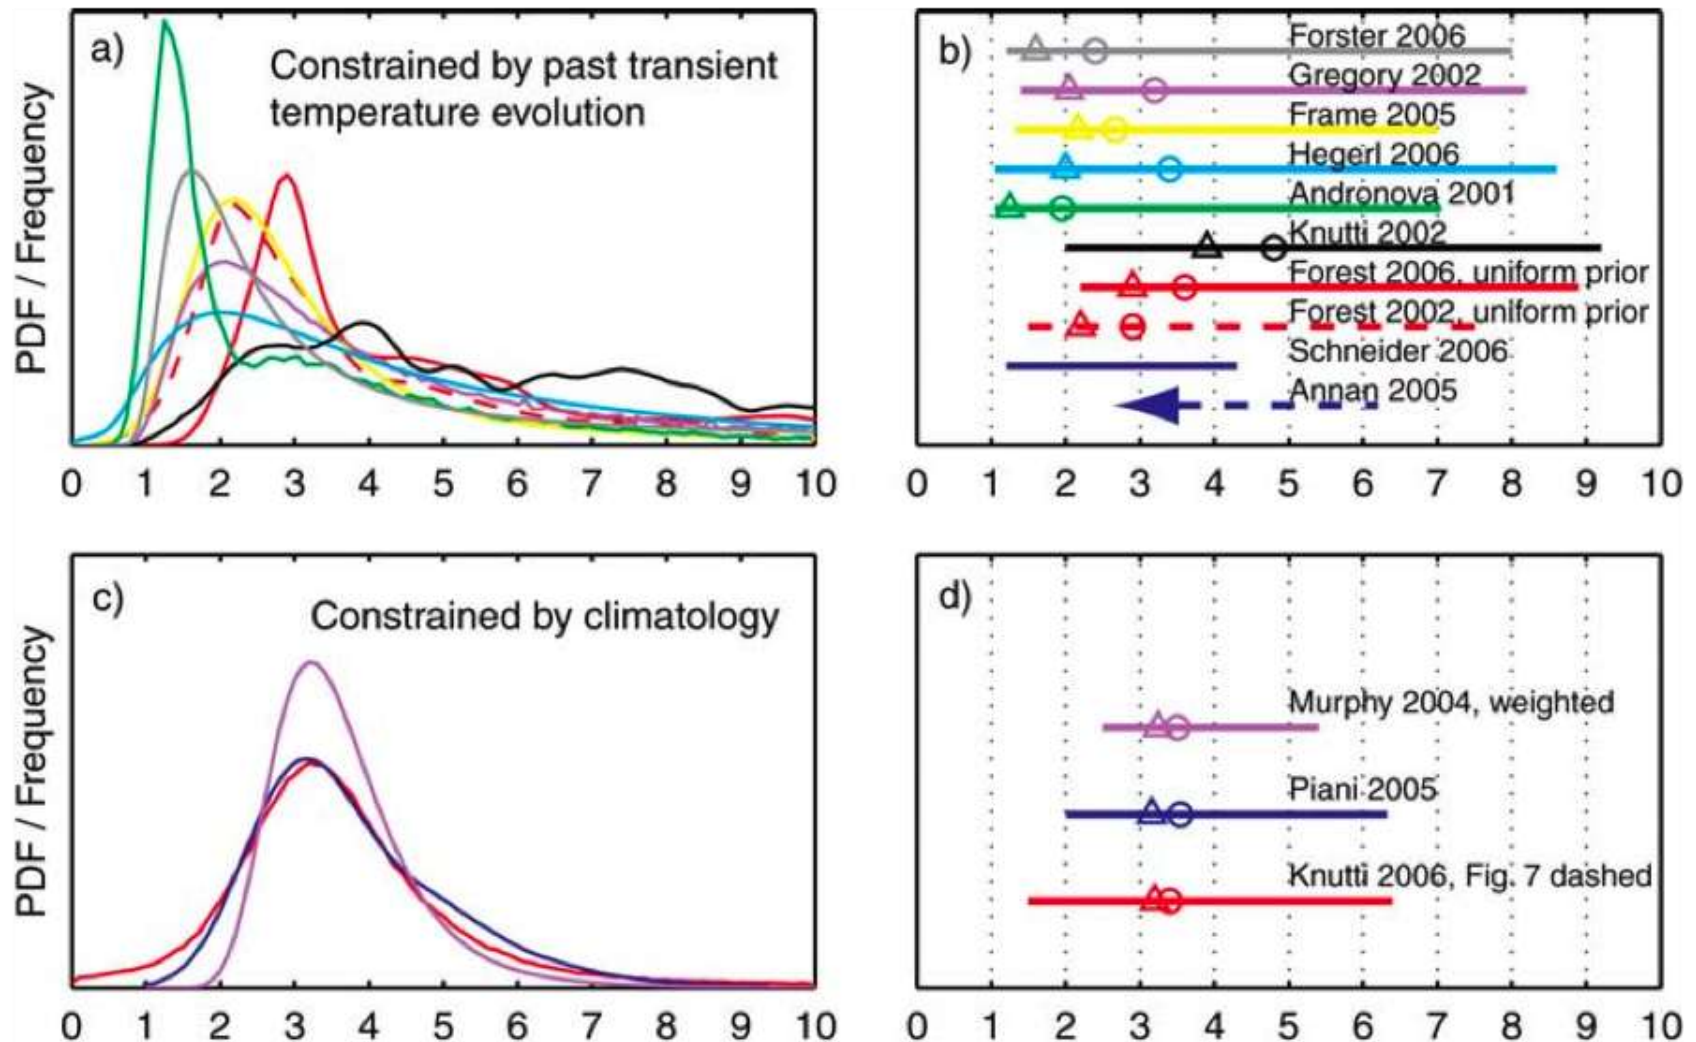 a)
Constrained by past transient
temperature evolution
PDF / Frequency
0 1 2 3 4 5 6 7 8 9 10
b)
Forster 2006
Gregory 2002
Frame 2005
Hegerl 2006
Andronova 2001
Knutti 2002
Forest 2006, uniform prior
Forest 2002, uniform prior
Schneider 2006
Annan 2005
0 1 2 3 4 5 6 7 8 9 10
c)
Constrained by climatology
PDF / Frequency
0 1 2 3 4 5 6 7 8 9 10
d)
Murphy 2004, weighted
Piani 2005
Knutti 2006, Fig. 7 dashed
0 1 2 3 4 5 6 7 8 9 10